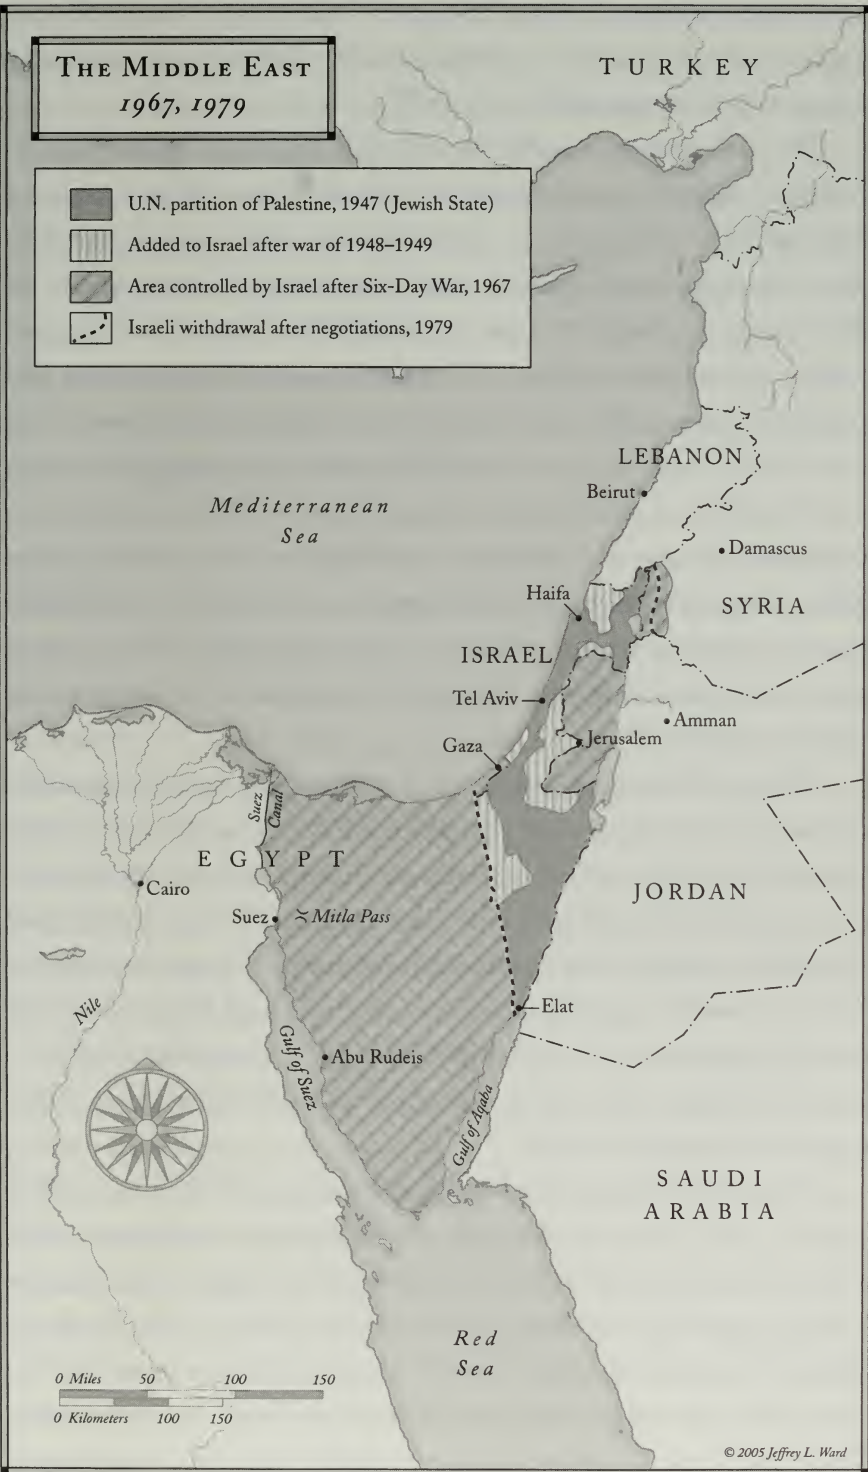 THE MIDDLE EAST
1967, 1979
U.N. partition of Palestine, 1947 (Jewish State)
Added to Israel after war of 1948–1949
Area controlled by Israel after Six-Day War, 1967
Israeli withdrawal after negotiations, 1979
TURKEY
LEBANON
Beirut
Mediterranean
Sea
Damascus
Haifa
SYRIA
ISRAEL
Tel Aviv
Amman
Jerusalem
Gaza
Suez
Canal
EGYPT
Cairo
JORDAN
Suez
Mitla Pass
Nile
Elat
Gulf of Suez
Abu Rudeis
Gulf of Aqaba
SAUDI
ARABIA
Red
Sea
0 Miles 50 100 150
0 Kilometers 100 150
© 2005 Jeffrey L. Ward